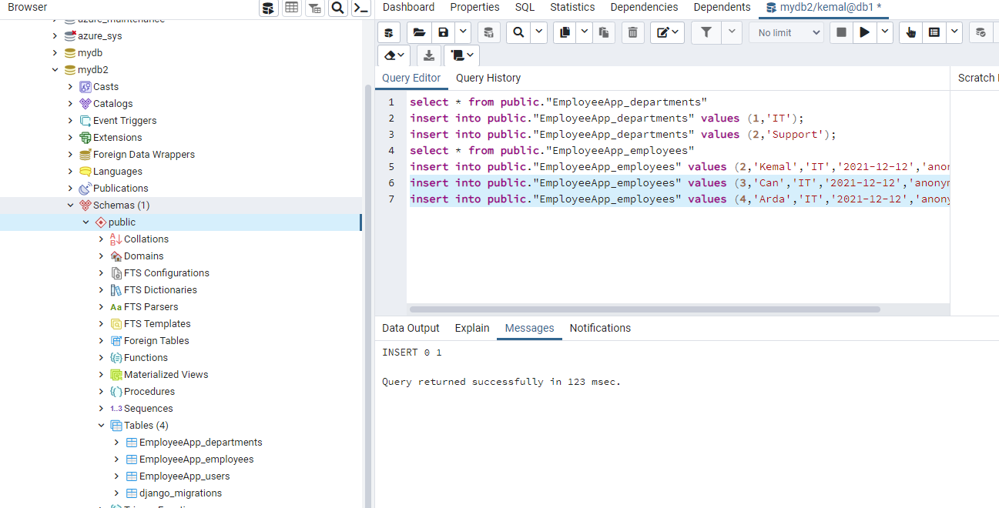 Browser
azure_maintenance
azure_sys
mydb
mydb2
Casts
Catalogs
Event Triggers
Extensions
Foreign Data Wrappers
Languages
Publications
Schemas (1)
public
Collations
Domains
FTS Configurations
FTS Dictionaries
Aa FTS Parsers
FTS Templates
Foreign Tables
Functions
Materialized Views
Procedures
1..3 Sequences
Tables (4)
EmployeeApp_departments
EmployeeApp_employees
EmployeeApp_users
django_migrations
Dashboard Properties SQL Statistics Dependencies Dependents mydb2/kemal@db1 *
No limit
Query Editor Query History Scratch
1 select * from public."EmployeeApp_departments"
2 insert into public."EmployeeApp_departments" values (1,'IT');
3 insert into public."EmployeeApp_departments" values (2,'Support');
4 select * from public."EmployeeApp_employees"
5 insert into public."EmployeeApp_employees" values (2,'Kemal','IT','2021-12-12','anon
6 insert into public."EmployeeApp_employees" values (3,'Can','IT','2021-12-12','anonym
7 insert into public."EmployeeApp_employees" values (4,'Arda','IT','2021-12-12','anony
Data Output Explain Messages Notifications
INSERT 0 1
Query returned successfully in 123 msec.